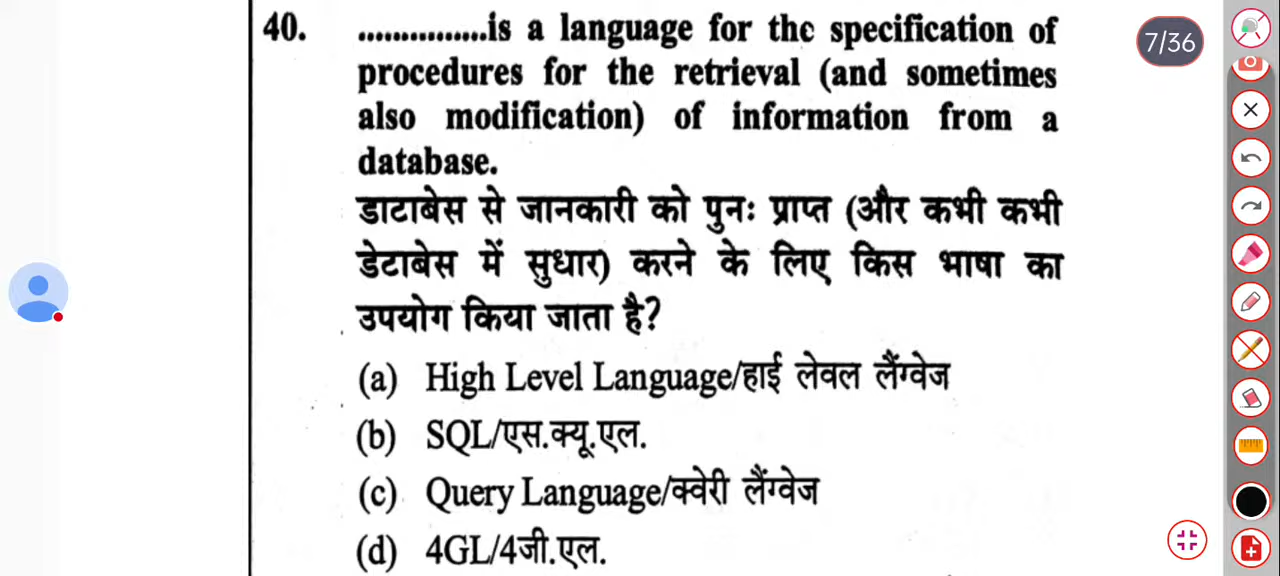 40. ...............is a language for the specification of
procedures for the retrieval (and sometimes
also modification) of information from a
database.
डाटाबेस से जानकारी को पुनः प्राप्त (और कभी कभी
डेटाबेस में सुधार) करने के लिए किस भाषा का
उपयोग किया जाता है?
(a) High Level Language/हाई लेवल लैंग्वेज
(b) SQL/एस.क्यू.एल.
(c) Query Language/क्वेरी लैंग्वेज
(d) 4GL/4जी.एल.
7/36